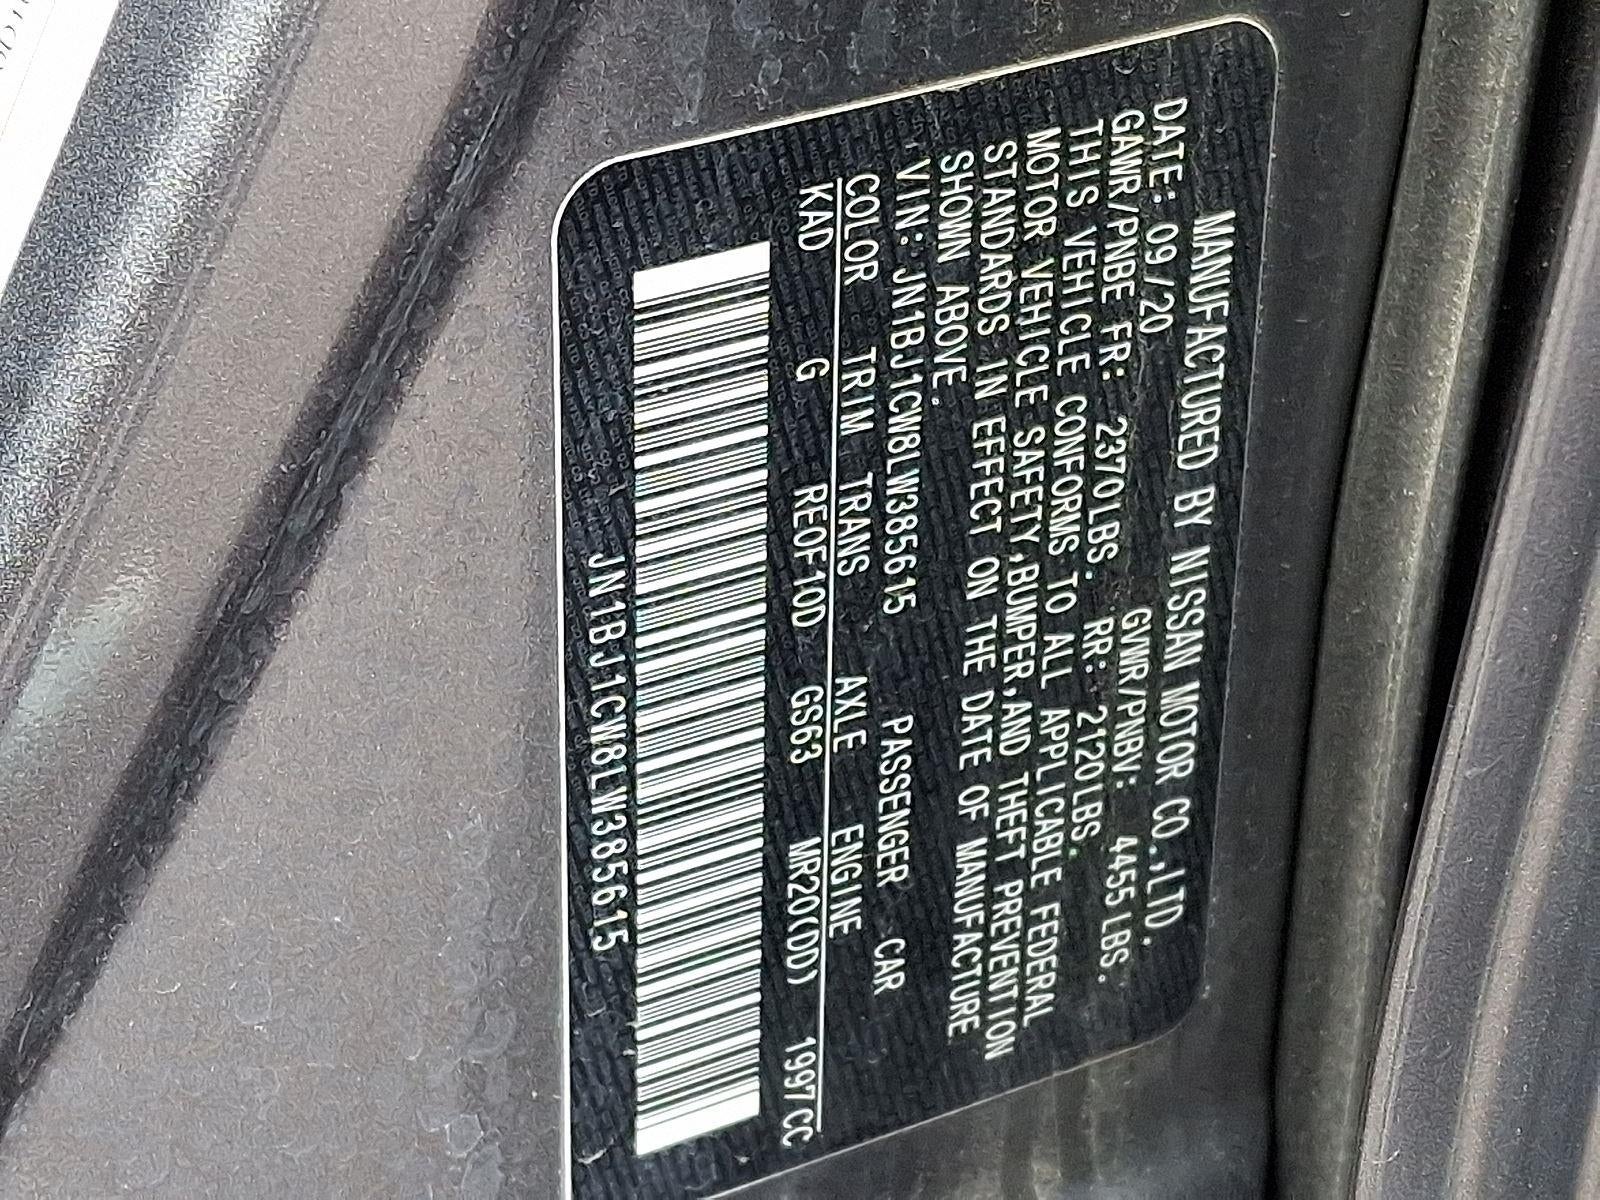 MANUFACTURED BY NISSAN MOTOR CO.,LTD.
DATE: 09/20 GVWR/PNBV: 4455LBS.
GAWR/PNBE FR: 2370LBS. RR: 2120LBS.
THIS VEHICLE CONFORMS TO ALL APPLICABLE FEDERAL
MOTOR VEHICLE SAFETY,BUMPER,AND THEFT PREVENTION
STANDARDS IN EFFECT ON THE DATE OF MANUFACTURE
SHOWN ABOVE.
VIN: JN1BJ1CW8LW385615 PASSENGER CAR
COLOR TRIM TRANS AXLE ENGINE
KAD G RE0F10D GS63 MR20(DD) 1997CC
JN1BJ1CW8LW385615